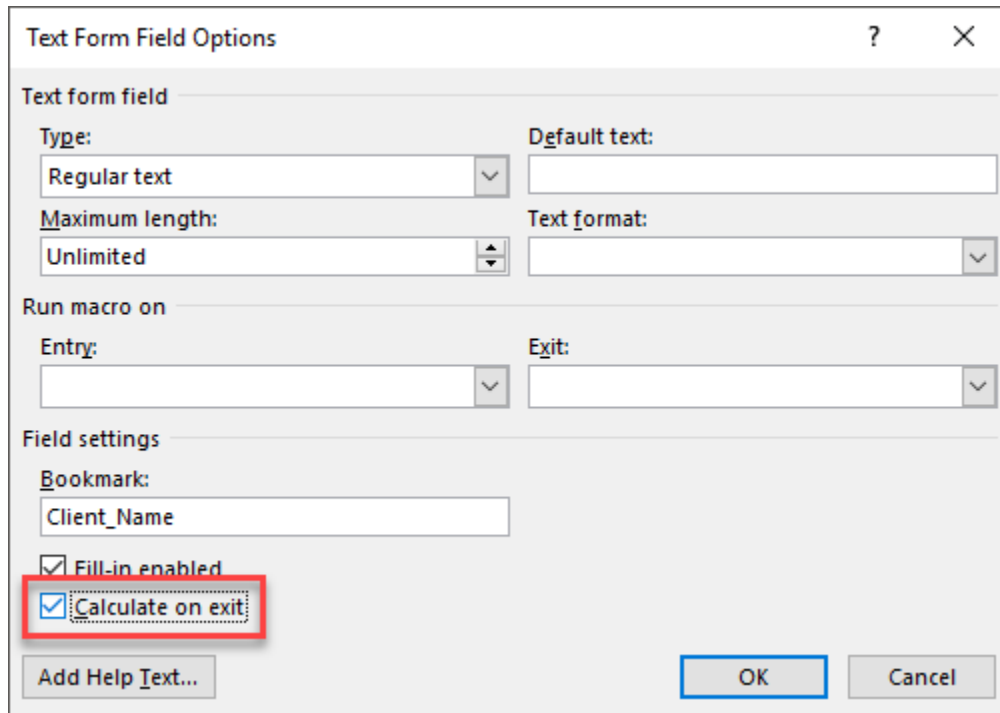 Text Form Field Options ?
Text form field
Type: Default text:
Regular text
Maximum length: Text format:
Unlimited
Run macro on
Entry: Exit:
Field settings
Bookmark:
Client_Name
Fill-in enabled
Calculate on exit
Add Help Text... OK Cancel